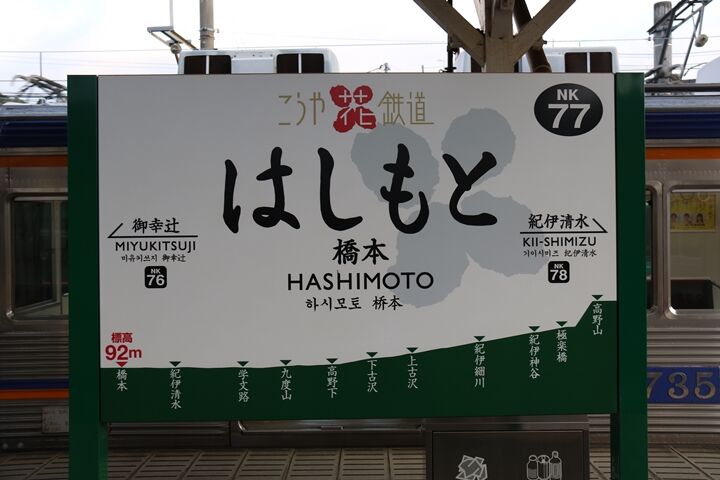 こうや花鉄道
NK
77
はしもと
橋本
HASHIMOTO
하시모토 桥本
御幸辻
MIYUKITSUJI
미유키쓰지 御幸辻
NK
76
紀伊清水
KII-SHIMIZU
기이시미즈 纪伊清水
NK
78
標高
92m
橋本
紀伊清水
学文路
九度山
高野下
下古沢
上古沢
紀伊細川
紀伊神谷
極楽橋
高野山
735